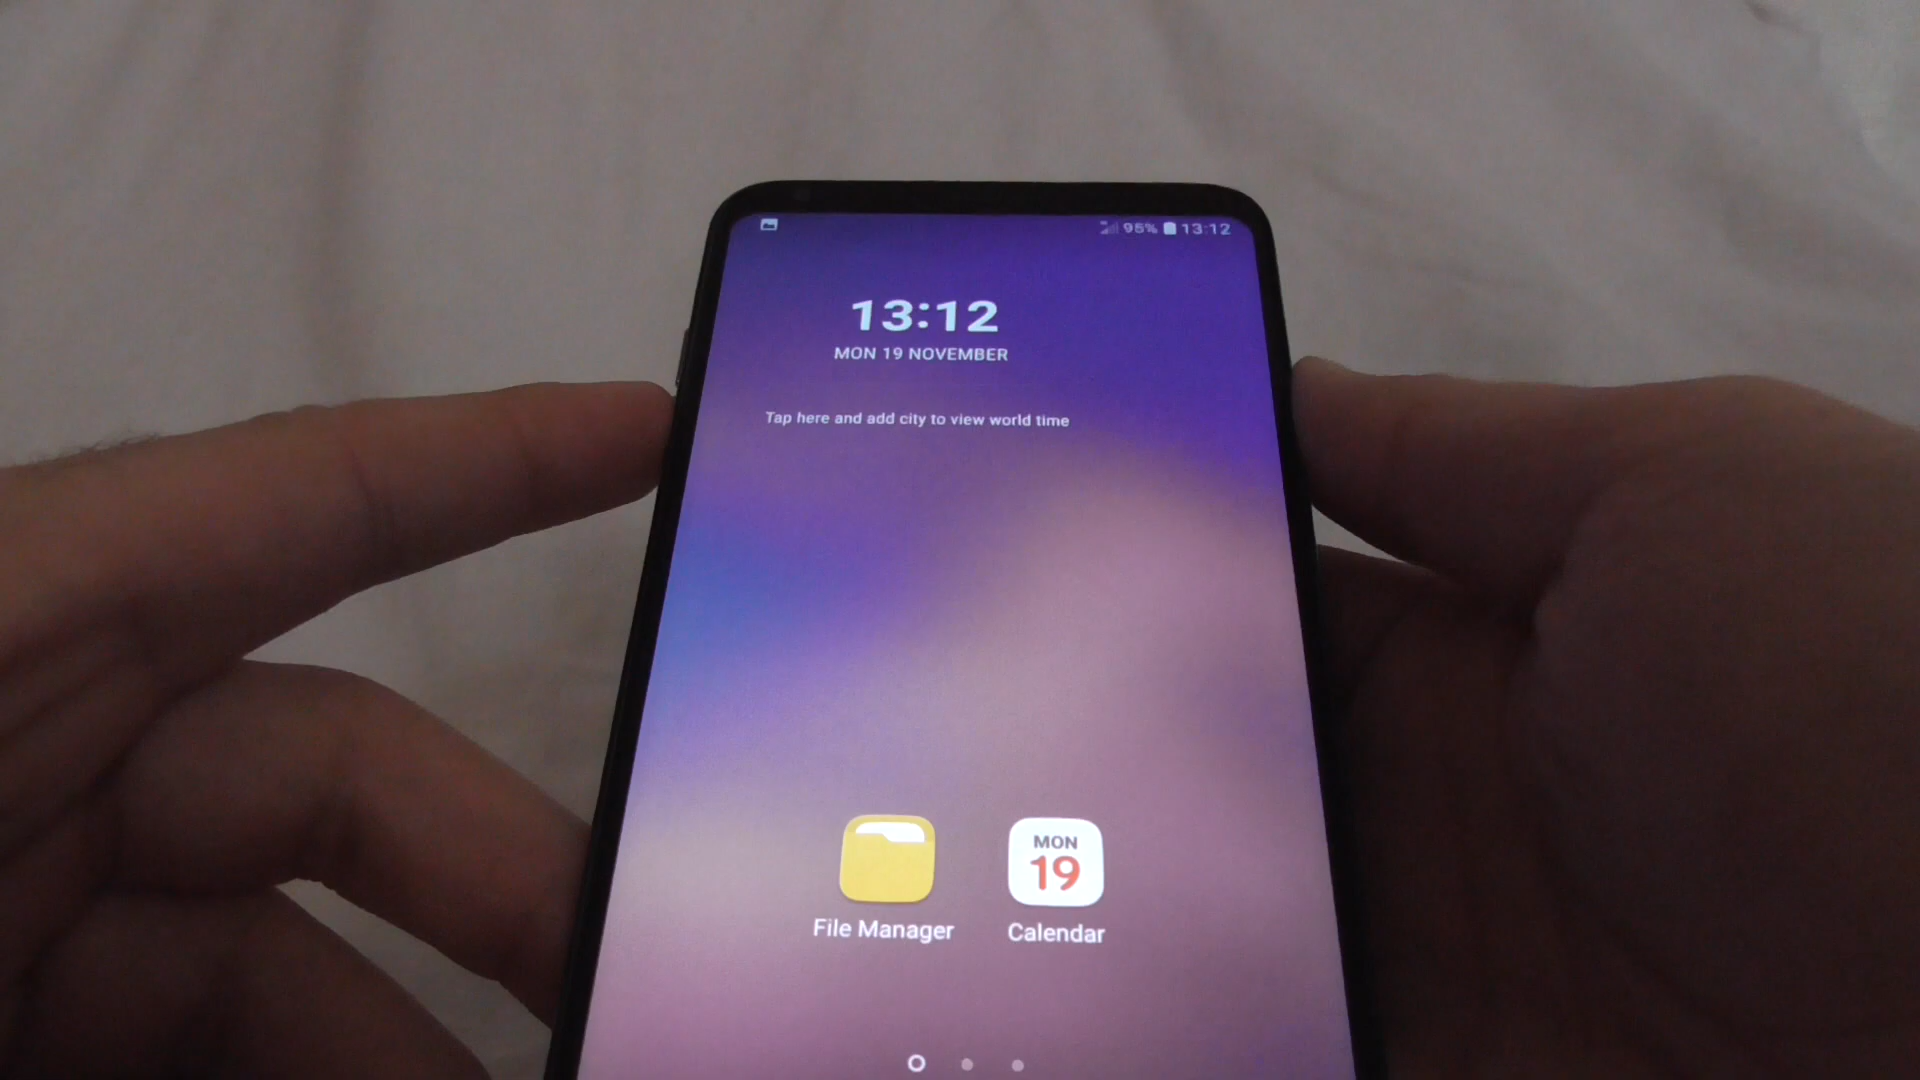 95% 13:12
13:12
MON 19 NOVEMBER
Tap here and add city to view world time
MON
19
File Manager
Calendar